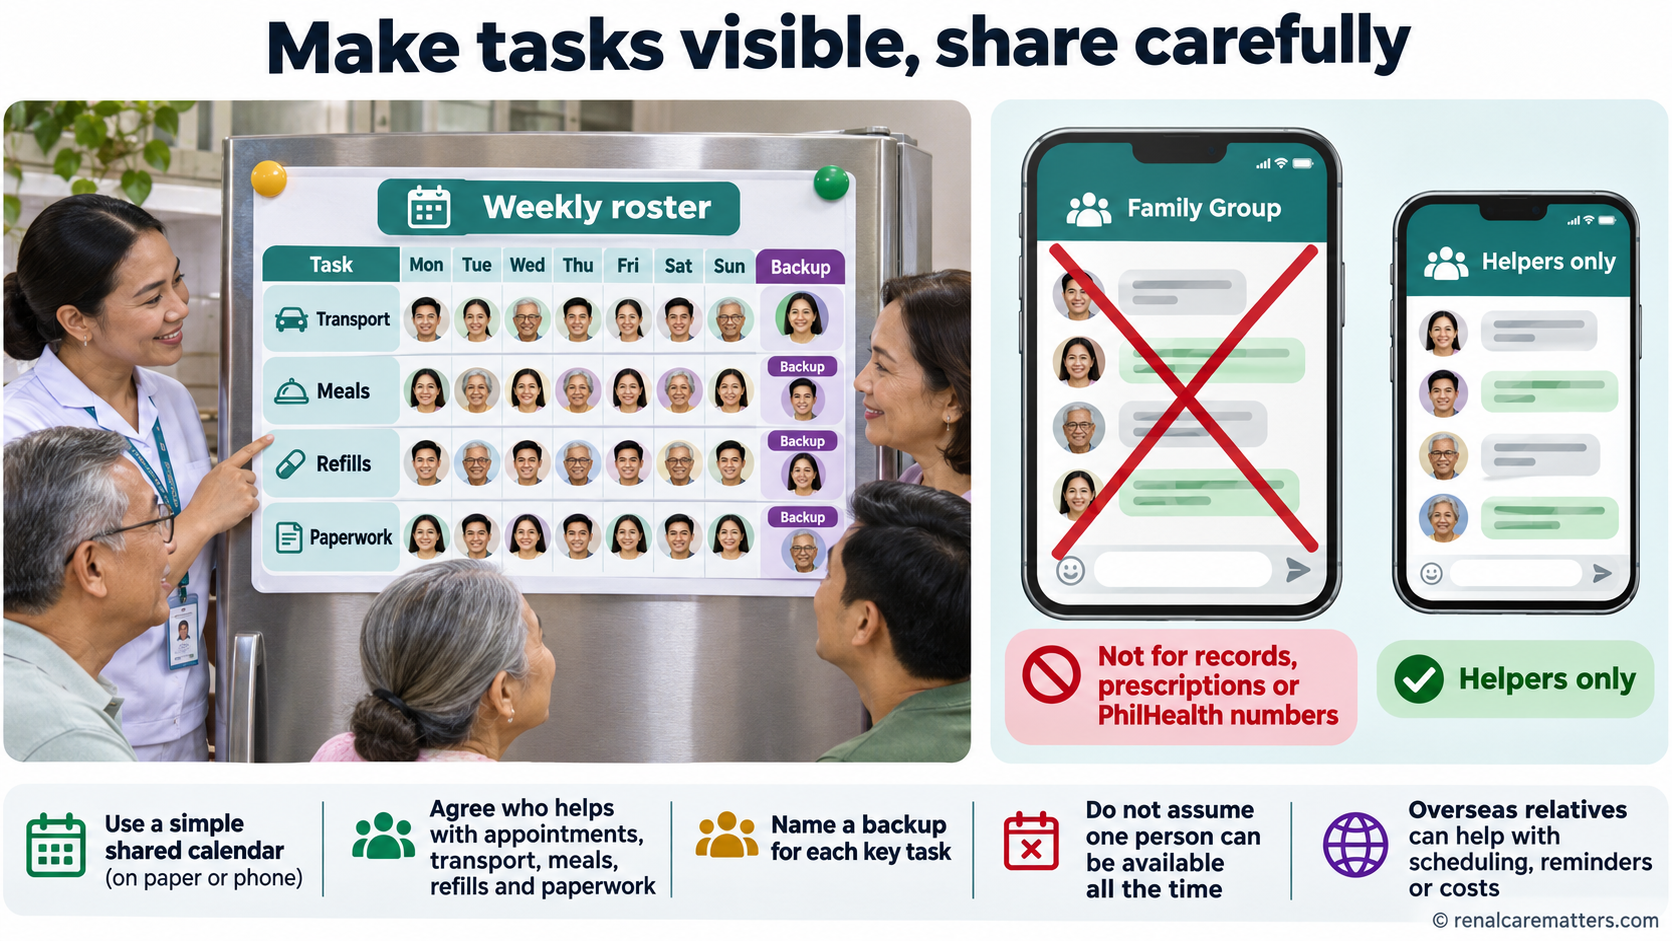 Make tasks visible, share carefully
Weekly roster
Task Mon Tue Wed Thu Fri Sat Sun Backup
Transport
Meals
Backup
Refills
Backup
Paperwork
Backup
Family Group
Helpers only
Not for records,
prescriptions or
PhilHealth numbers
Helpers only
Use a simple
shared calendar
(on paper or phone)
Agree who helps
with appointments,
transport, meals,
refills and paperwork
Name a backup
for each key task
Do not assume
one person can
be available
all the time
Overseas relatives
can help with
scheduling, reminders
or costs
© renalcarematters.com